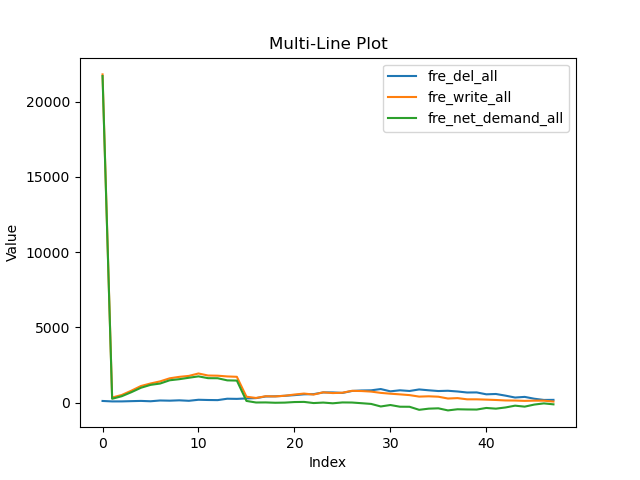 Multi-Line Plot
fre_del_all
fre_write_all
fre_net_demand_all
20000
15000
10000
5000
0
Value
0 10 20 30 40
Index